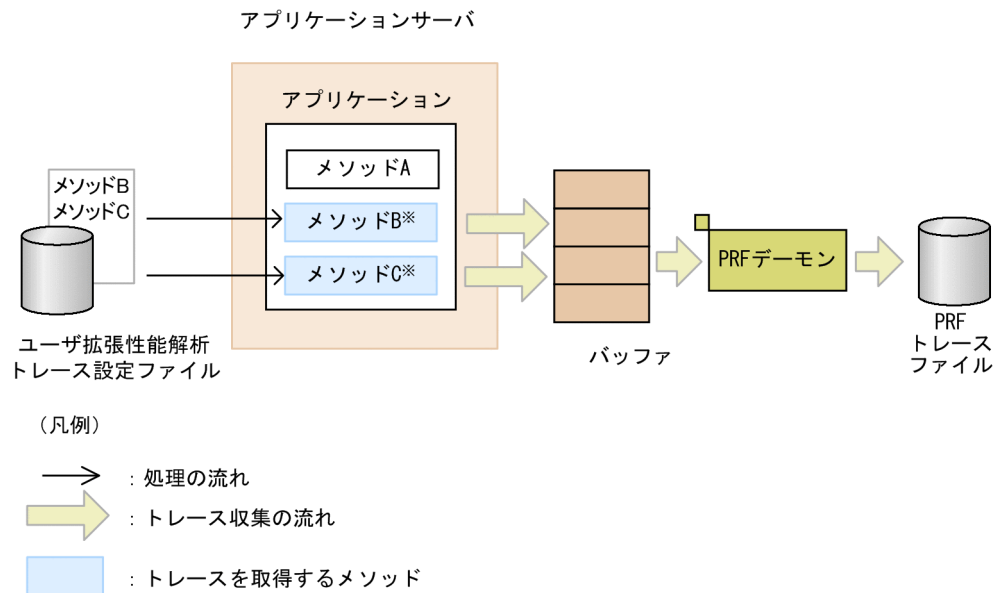 アプリケーションサーバ
アプリケーション
メソッドA
メソッドB
メソッドC
メソッドB※
メソッドC※
PRFデーモン
ユーザ拡張性能解析
トレース設定ファイル
バッファ
PRF
トレース
ファイル
（凡例）
：処理の流れ
：トレース収集の流れ
：トレースを取得するメソッド